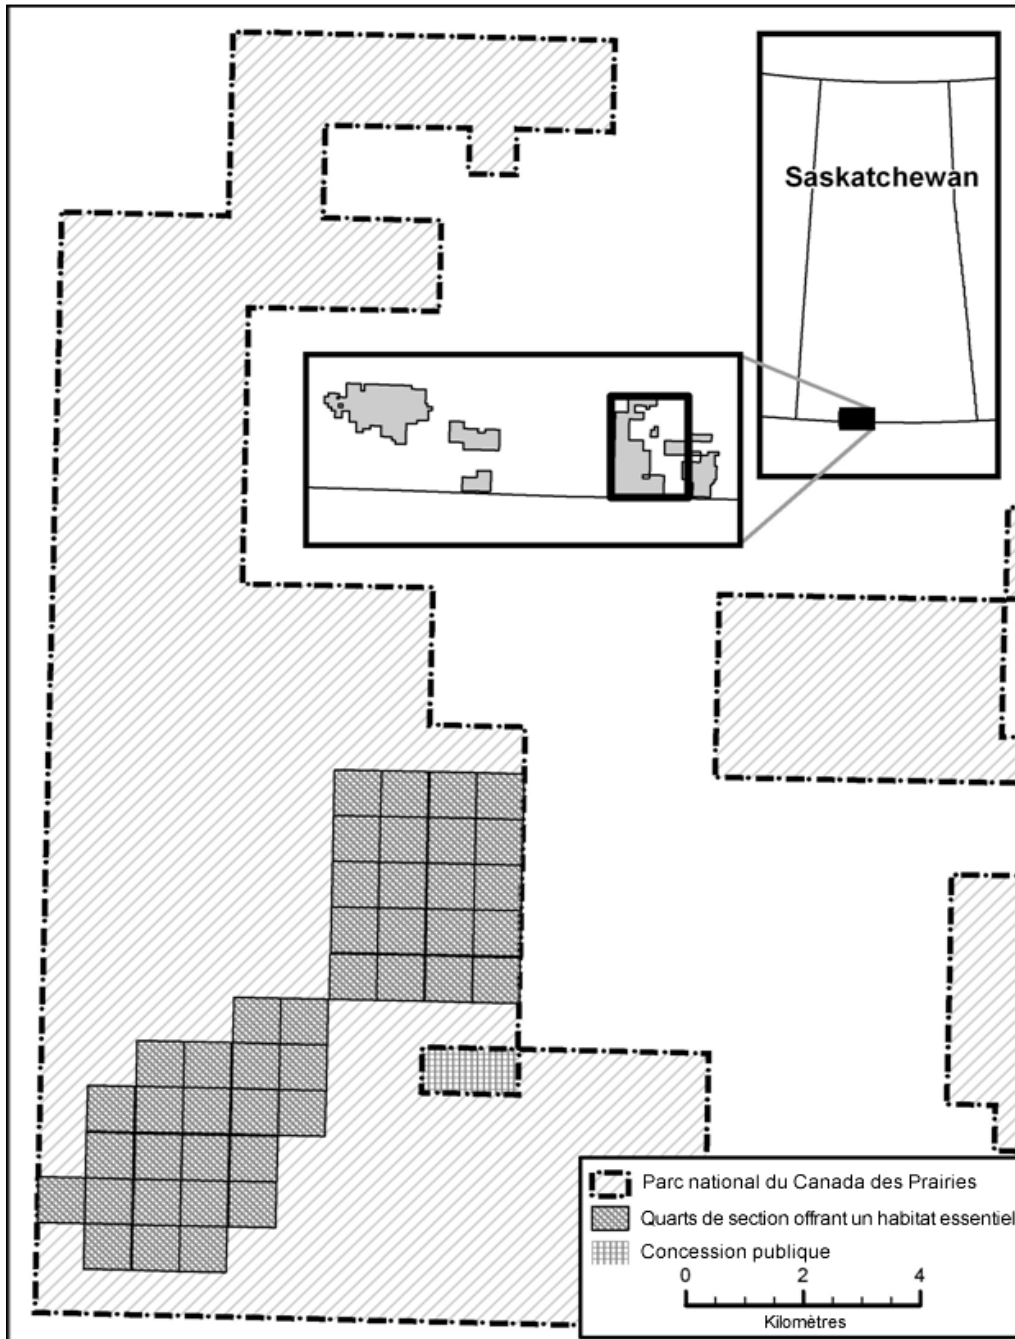 Saskatchewan
Parc national du Canada des Prairies
Quarts de section offrant un habitat essentiel
Concession publique
0 2 4
Kilomètres